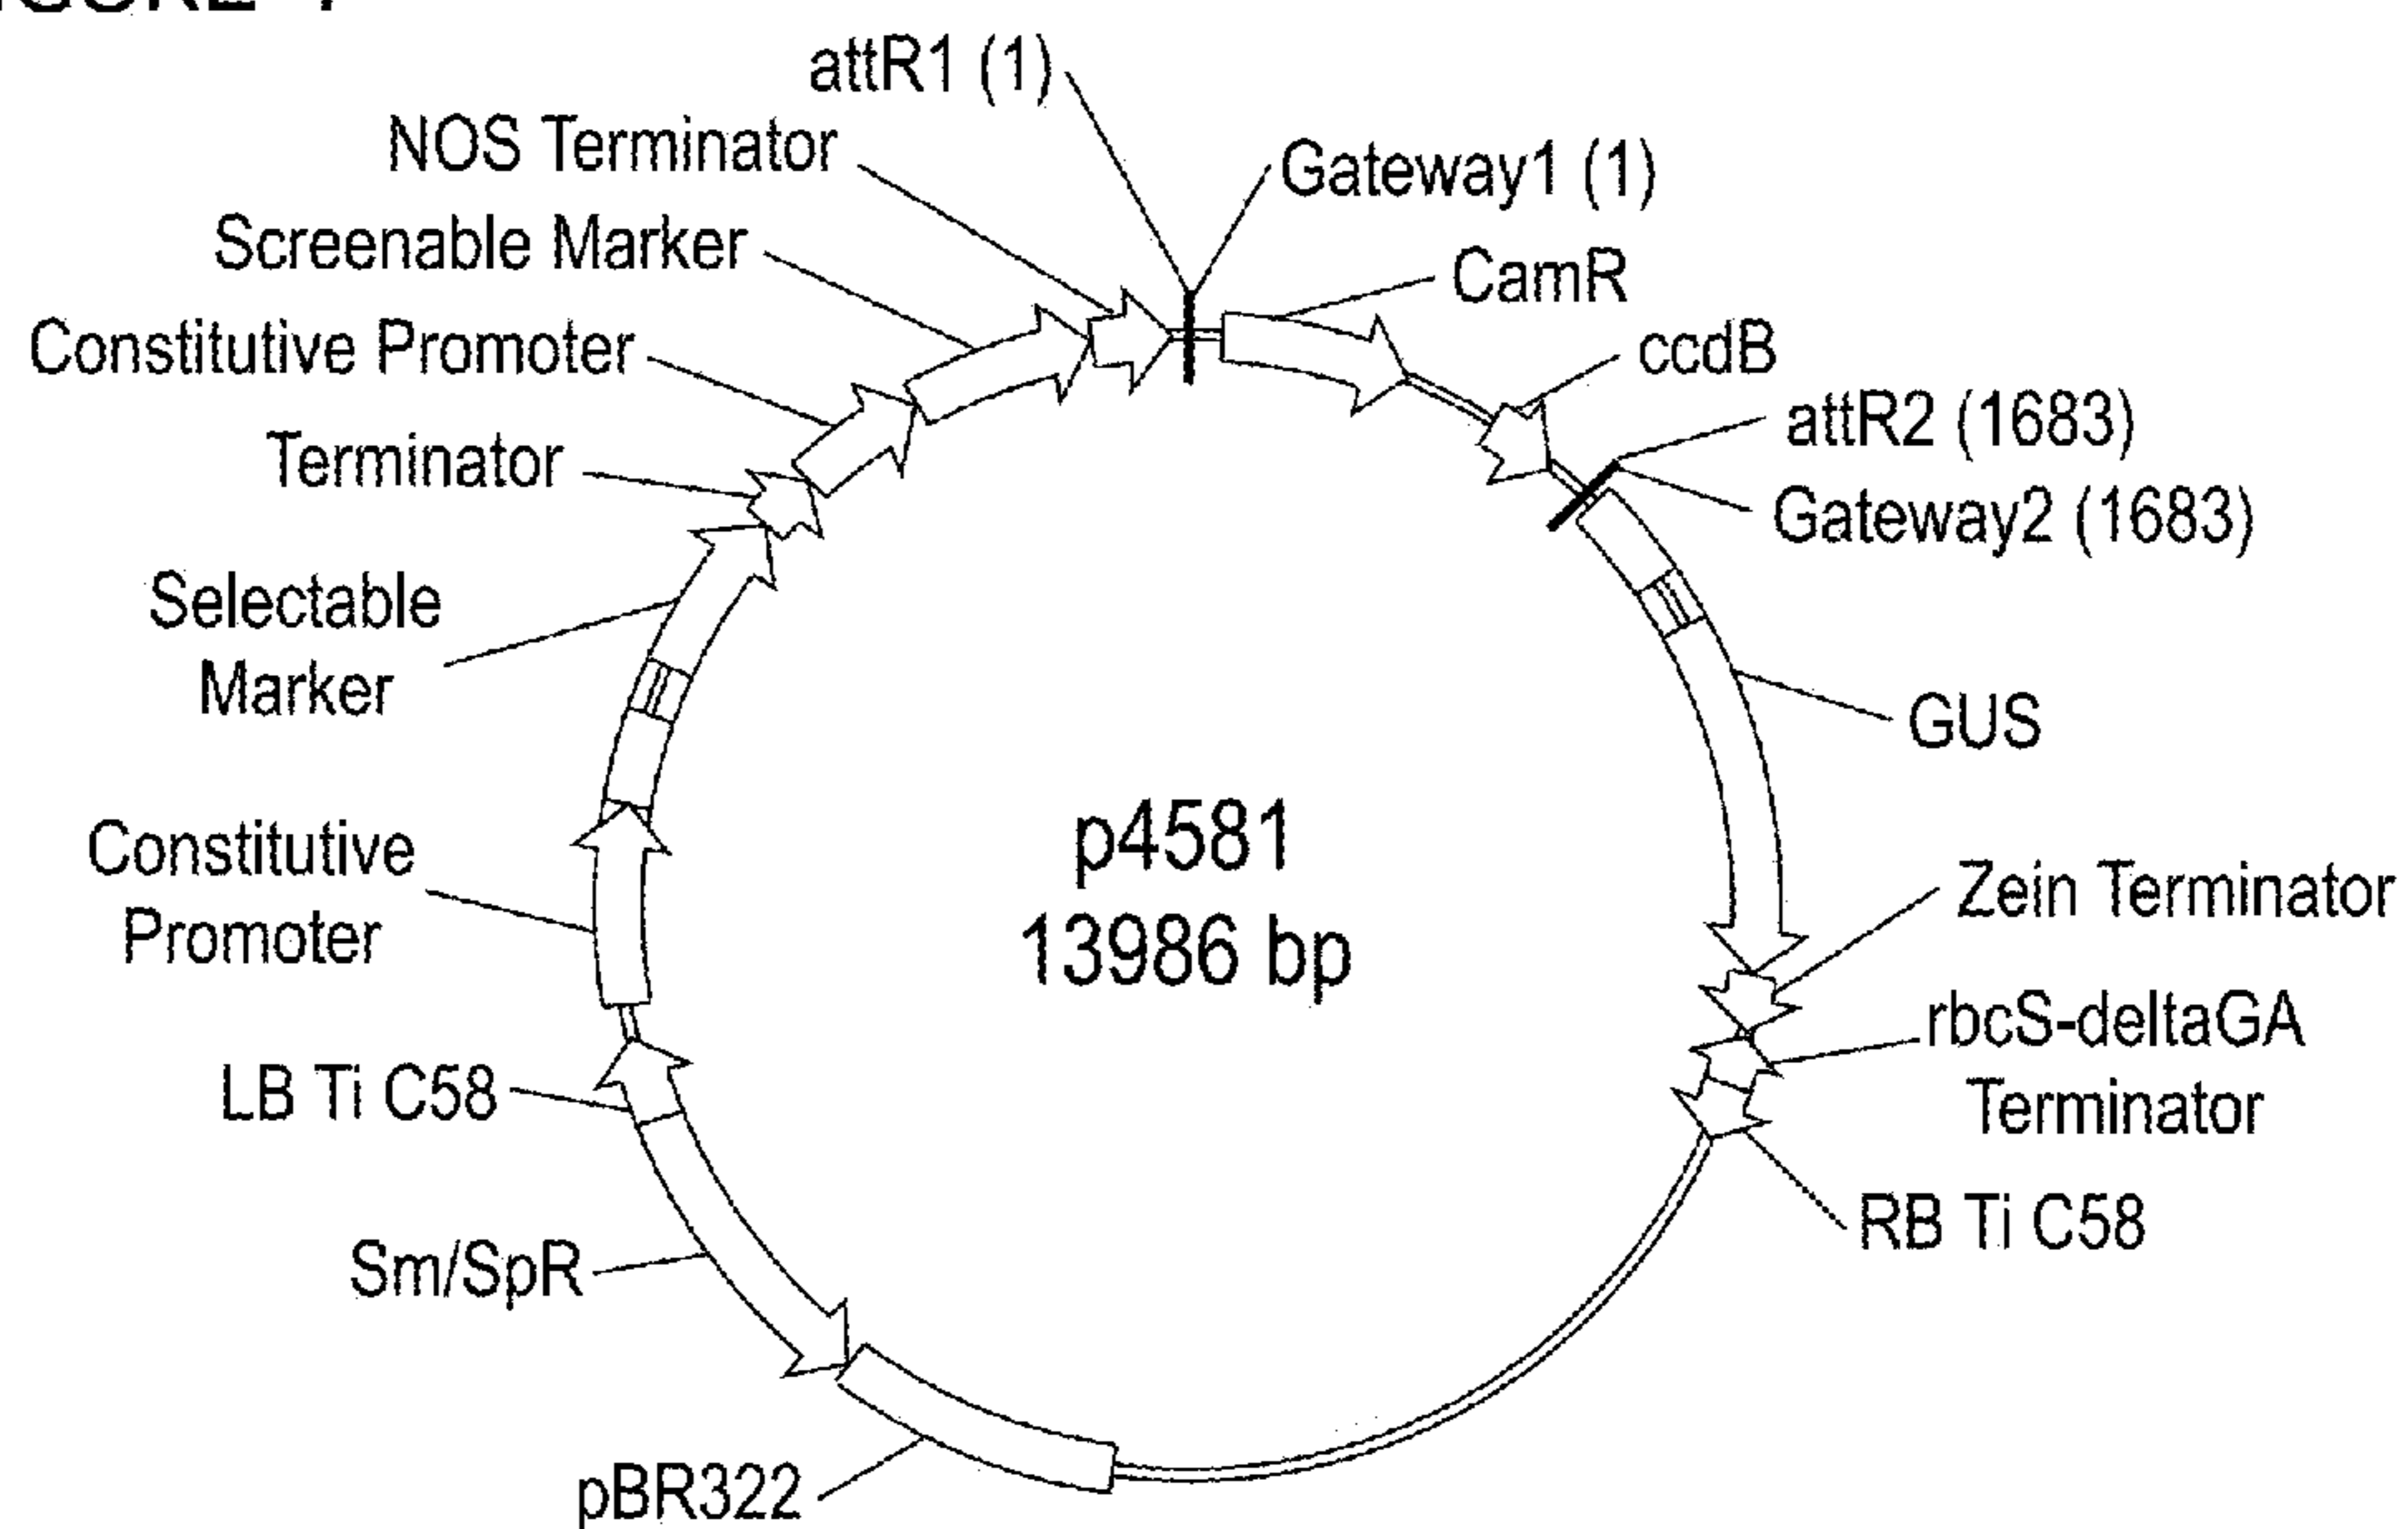 attR1 (1)
NOS Terminator
Gateway1 (1)
Screenable Marker
CamR
Constitutive Promoter
ccdB
attR2 (1683)
Terminator
Gateway2 (1683)
Selectable
Marker
GUS
p4581
13986 bp
Constitutive
Promoter
Zein Terminator
rbcS-deltaGA
Terminator
LB Ti C58
RB Ti C58
Sm/SpR
pBR322